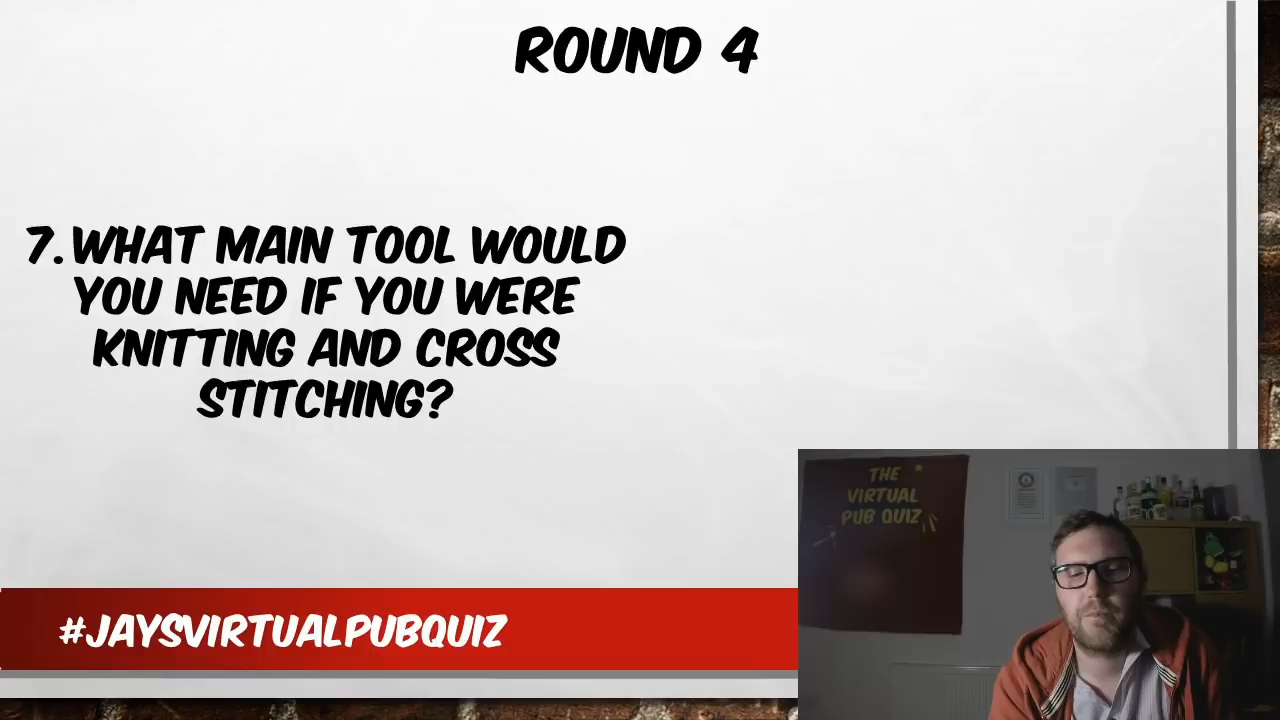 ROUND 4
7. WHAT MAIN TOOL WOULD
YOU NEED IF YOU WERE
KNITTING AND CROSS
STITCHING?
#JAYSVIRTUALPUBQUIZ
THE
VIRTUAL
PUB QUIZ